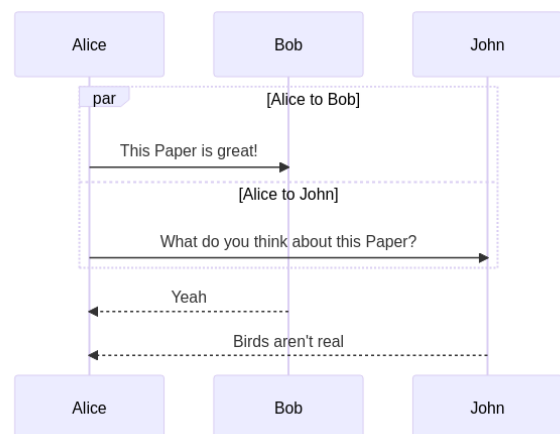 Alice Bob John
par [Alice to Bob]
This Paper is great!
[Alice to John]
What do you think about this Paper?
Yeah
Birds aren't real
Alice Bob John